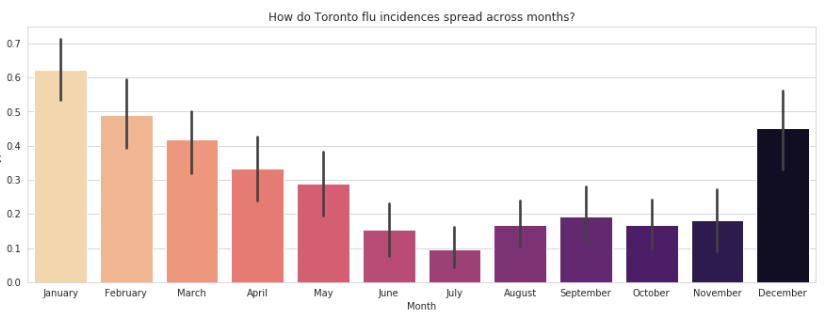 How do Toronto flu incidences spread across months?
0.7
0.6
0.5
0.4
0.3
0.2
0.1
0.0
January February March April May June July August September October November December
Month